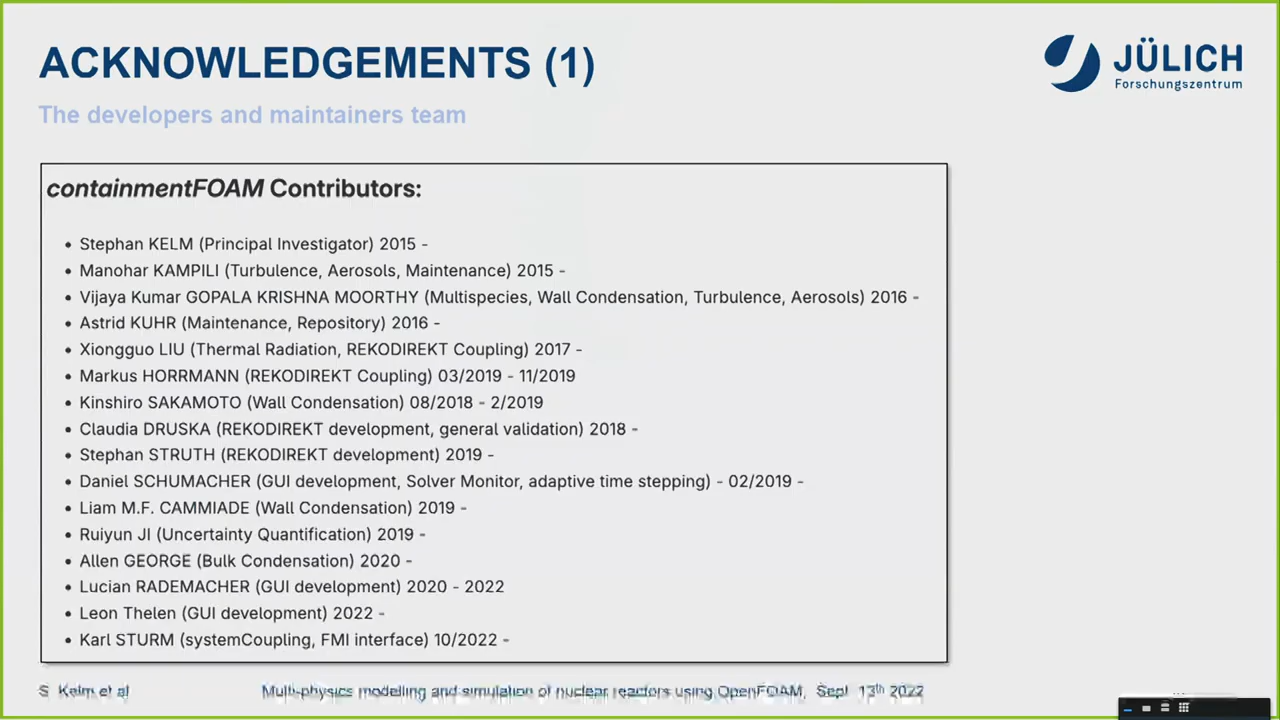 ACKNOWLEDGEMENTS (1)
JÜLICH
Forschungszentrum
The developers and maintainers team
containmentFOAM Contributors:
• Stephan KELM (Principal Investigator) 2015 -
• Manohar KAMPILI (Turbulence, Aerosols, Maintenance) 2015 -
• Vijaya Kumar GOPALA KRISHNA MOORTHY (Multispecies, Wall Condensation, Turbulence, Aerosols) 2016 -
• Astrid KUHR (Maintenance, Repository) 2016 -
• Xiongguo LIU (Thermal Radiation, REKODIREKT Coupling) 2017 -
• Markus HORRMANN (REKODIREKT Coupling) 03/2019 - 11/2019
• Kinshiro SAKAMOTO (Wall Condensation) 08/2018 - 2/2019
• Claudia DRUSKA (REKODIREKT development, general validation) 2018 -
• Stephan STRUTH (REKODIREKT development) 2019 -
• Daniel SCHUMACHER (GUI development, Solver Monitor, adaptive time stepping) - 02/2019 -
• Liam M.F. CAMMIADE (Wall Condensation) 2019 -
• Ruiyun JI (Uncertainty Quantification) 2019 -
• Allen GEORGE (Bulk Condensation) 2020 -
• Lucian RADEMACHER (GUI development) 2020 - 2022
• Leon Thelen (GUI development) 2022 -
• Karl STURM (systemCoupling, FMI interface) 10/2022 -
S. Kelm et al
Multi-physics modelling and simulation of nuclear reactors using OpenFOAM, Sept. 13th 2022